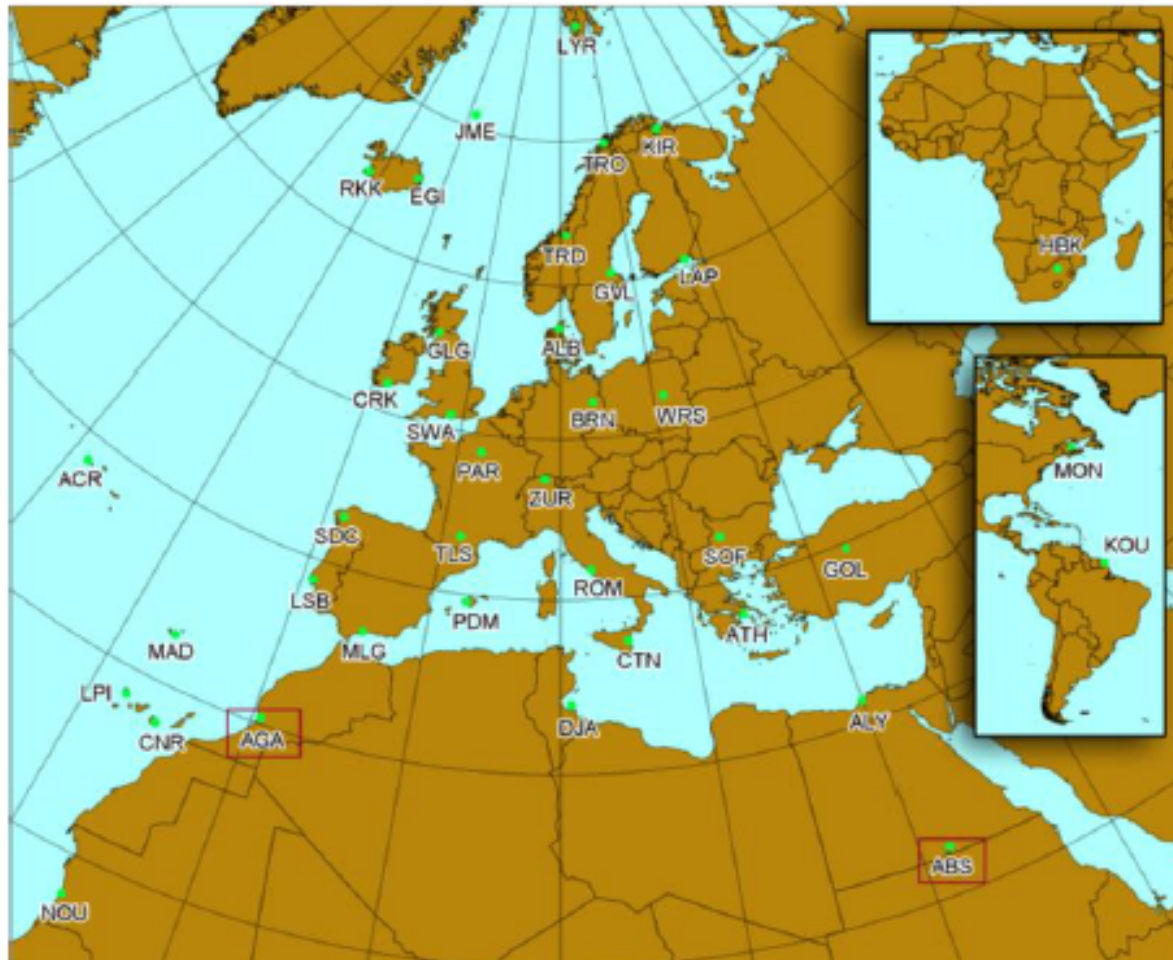 LYR
JME
KIR
TRO
RKK
EGI
TRD
GVL
LAP
HBK
GLG
ALB
CRK
SWA
BRN
WRS
PAR
ACR
ZUR
MON
SDC
TLS
SOF
GOL
KOU
LSB
PDM
ROM
ATH
MAD
MLG
CTN
LPI
CNR
AGA
DJA
ALY
ABS
NOU